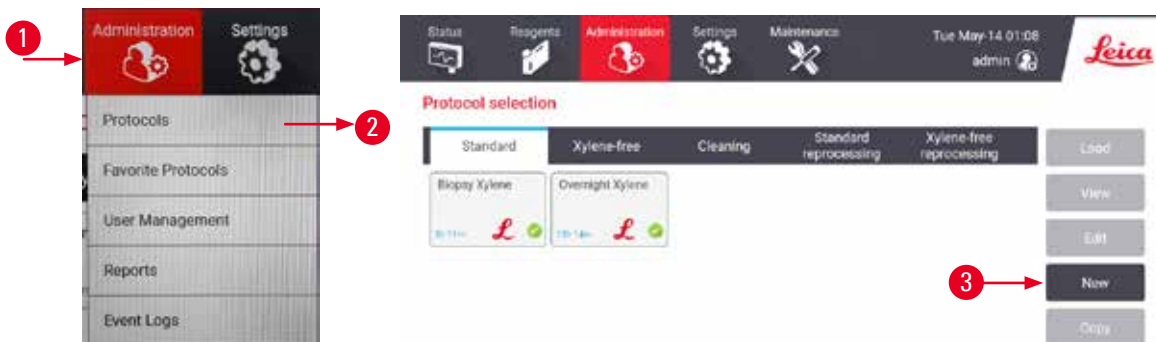 1
Administration
Settings
Protocols
2
Favorite Protocols
User Management
Reports
Event Logs
Status
Reagents
Administration
Settings
Maintenance
Tue May-14 01:08
admin
Leica
Protocol selection
Standard
Xylene-free
Cleaning
Standard
reprocessing
Xylene-free
reprocessing
Load
View
Edit
3
New
Copy
Biopsy Xylene
Overnight Xylene